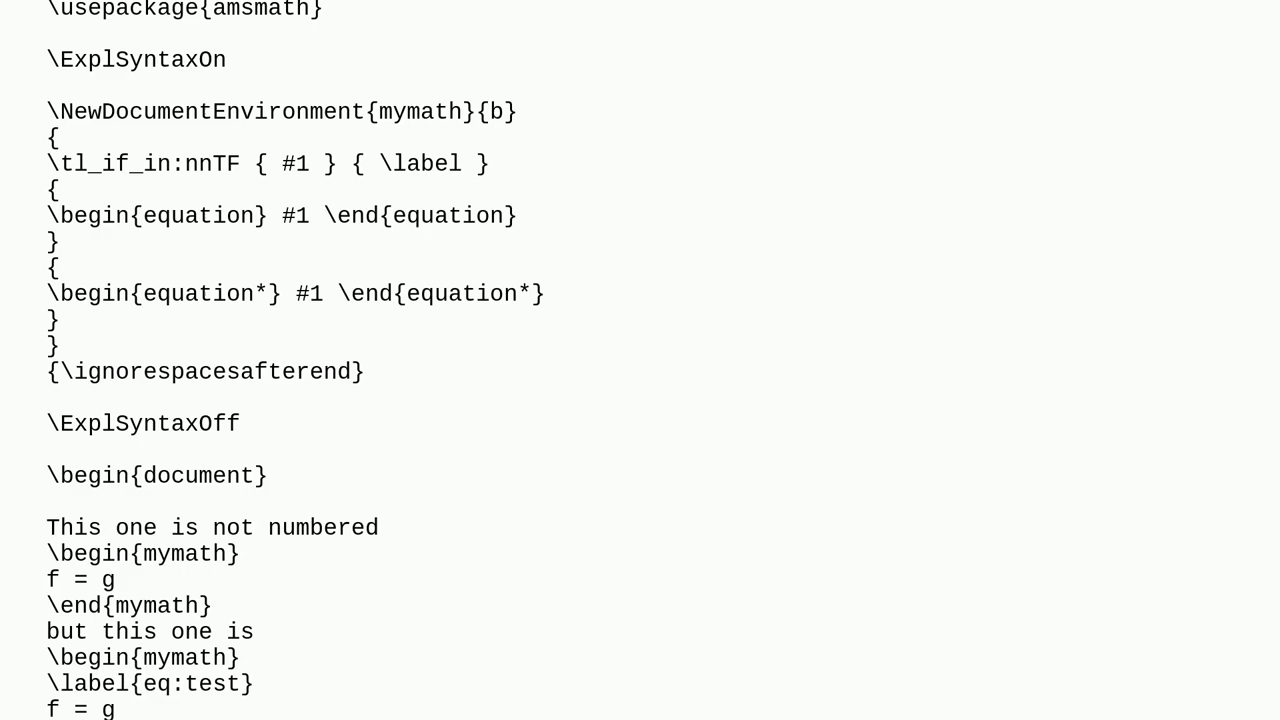 \usepackage{amsmath}
\ExplSyntaxOn
\NewDocumentEnvironment{mymath}{b}
{
\tl_if_in:nnTF { #1 } { \label }
{
\begin{equation} #1 \end{equation}
}
{
\begin{equation*} #1 \end{equation*}
}
}
{\ignorespacesafterend}
\ExplSyntaxOff
\begin{document}
This one is not numbered
\begin{mymath}
f = g
\end{mymath}
but this one is
\begin{mymath}
\label{eq:test}
f = g